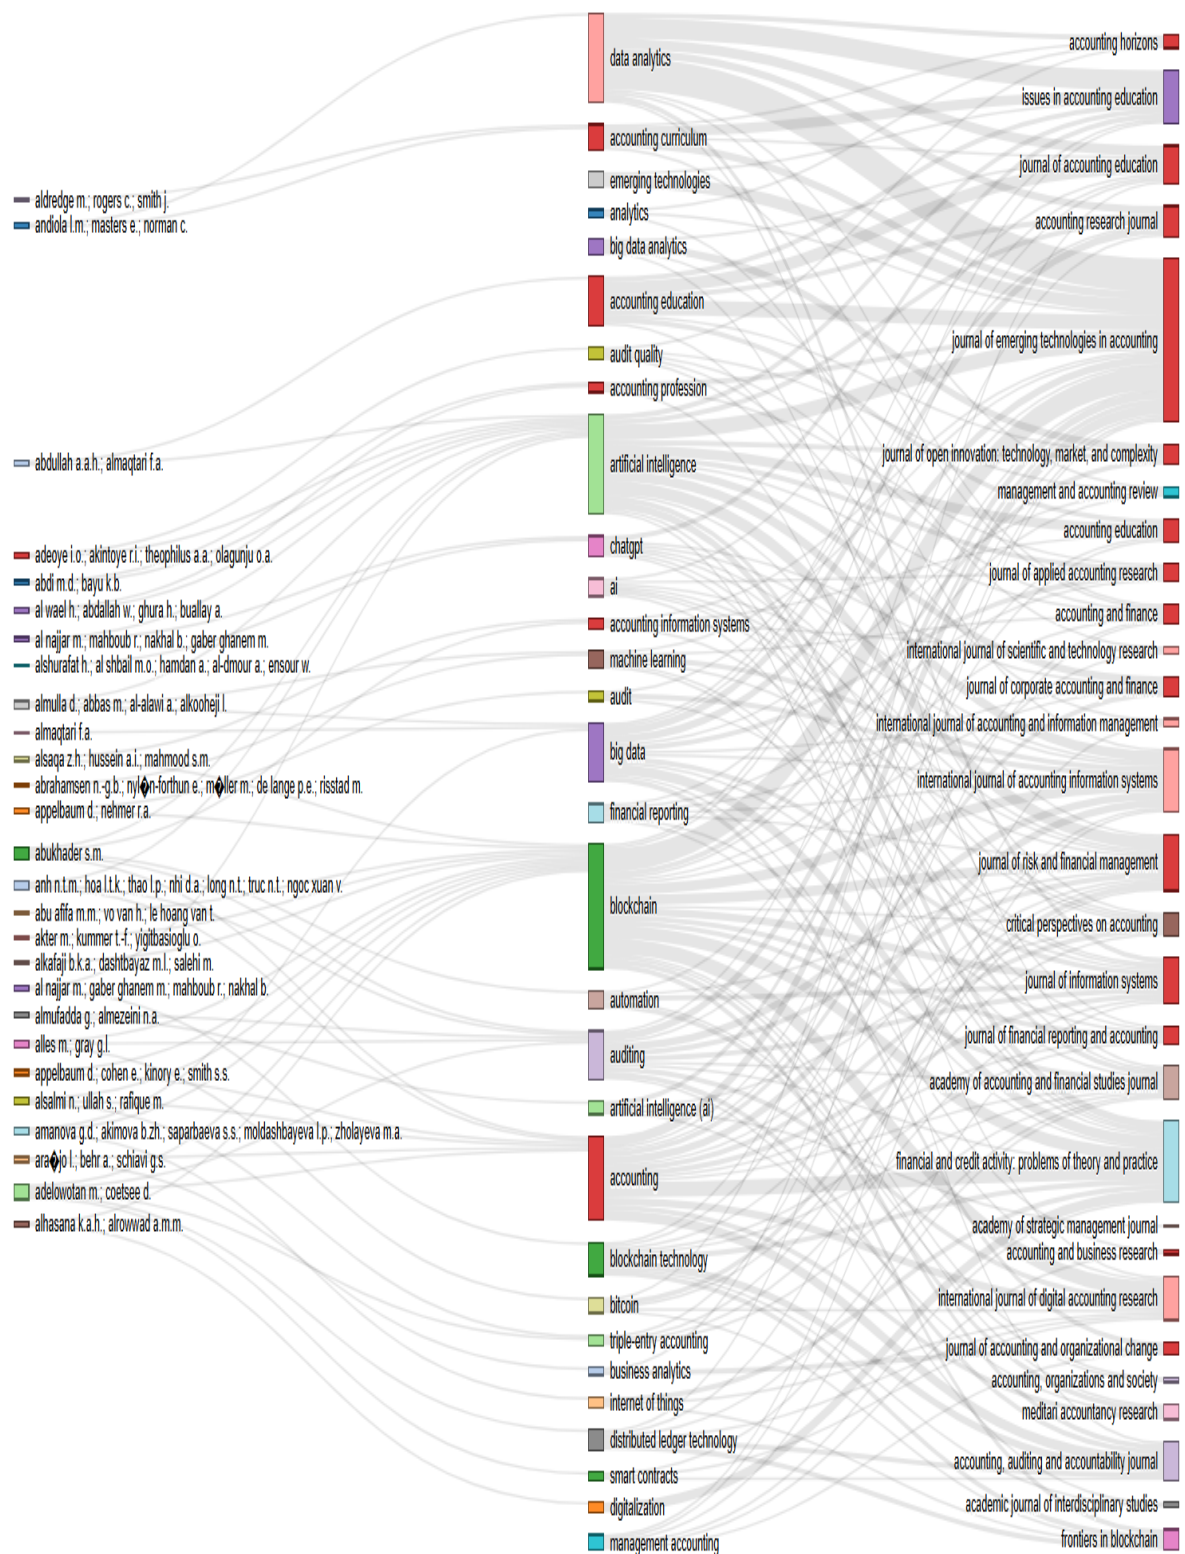 aldredge m.; rogers c.; smith j.
andiola l.m.; masters e.; norman c.
abdullah a.a.h.; almaqtari f.a.
adeoye i.o.; akintoye r.i.; theophilus a.a.; olagunju o.a.
abdi m.d.; bayu k.b.
al wael h.; abdallah w.; ghura h.; buallay a.
al najjar m.; mahboub r.; nakhal b.; gaber ghanem m.
alshurafat h.; al shbail m.o.; hamdan a.; al-dmour a.; ensour w.
almulla d.; abbas m.; al-alawi a.; alkooheji l.
almaqtari f.a.
alsaqa z.h.; hussein a.i.; mahmood s.m.
abrahamsen n.-g.b.; nyl�n-forthun e.; m�ller m.; de lange p.e.; risstad m.
appelbaum d.; nehmer r.a.
abukhader s.m.
anh n.t.m.; hoa l.t.k.; thao l.p.; nhi d.a.; long n.t.; truc n.t.; ngoc xuan v.
abu afifa m.m.; vo van h.; le hoang van t.
akter m.; kummer t.-f.; yigitbasioglu o.
alkafaji b.k.a.; dashtbayaz m.l.; salehi m.
al najjar m.; gaber ghanem m.; mahboub r.; nakhal b.
almufadda g.; almezeini n.a.
alles m.; gray g.l.
appelbaum d.; cohen e.; kinory e.; smith s.s.
alsalmi n.; ullah s.; rafique m.
amanova g.d.; akimova b.zh.; saparbaeva s.s.; moldashbayeva l.p.; zholayeva m.a.
ara�jo l.; behr a.; schiavi g.s.
adelowotan m.; coetsee d.
alhasana k.a.h.; alrowwad a.m.m.
data analytics
accounting curriculum
emerging technologies
analytics
big data analytics
accounting education
audit quality
accounting profession
artificial intelligence
chatgpt
ai
accounting information systems
machine learning
audit
big data
financial reporting
blockchain
automation
auditing
artificial intelligence (ai)
accounting
blockchain technology
bitcoin
triple-entry accounting
business analytics
internet of things
distributed ledger technology
smart contracts
digitalization
management accounting
accounting horizons
issues in accounting education
journal of accounting education
accounting research journal
journal of emerging technologies in accounting
journal of open innovation: technology, market, and complexity
management and accounting review
accounting education
journal of applied accounting research
accounting and finance
international journal of scientific and technology research
journal of corporate accounting and finance
international journal of accounting and information management
international journal of accounting information systems
journal of risk and financial management
critical perspectives on accounting
journal of information systems
journal of financial reporting and accounting
academy of accounting and financial studies journal
financial and credit activity: problems of theory and practice
academy of strategic management journal
accounting and business research
international journal of digital accounting research
journal of accounting and organizational change
accounting, organizations and society
meditari accountancy research
accounting, auditing and accountability journal
academic journal of interdisciplinary studies
frontiers in blockchain